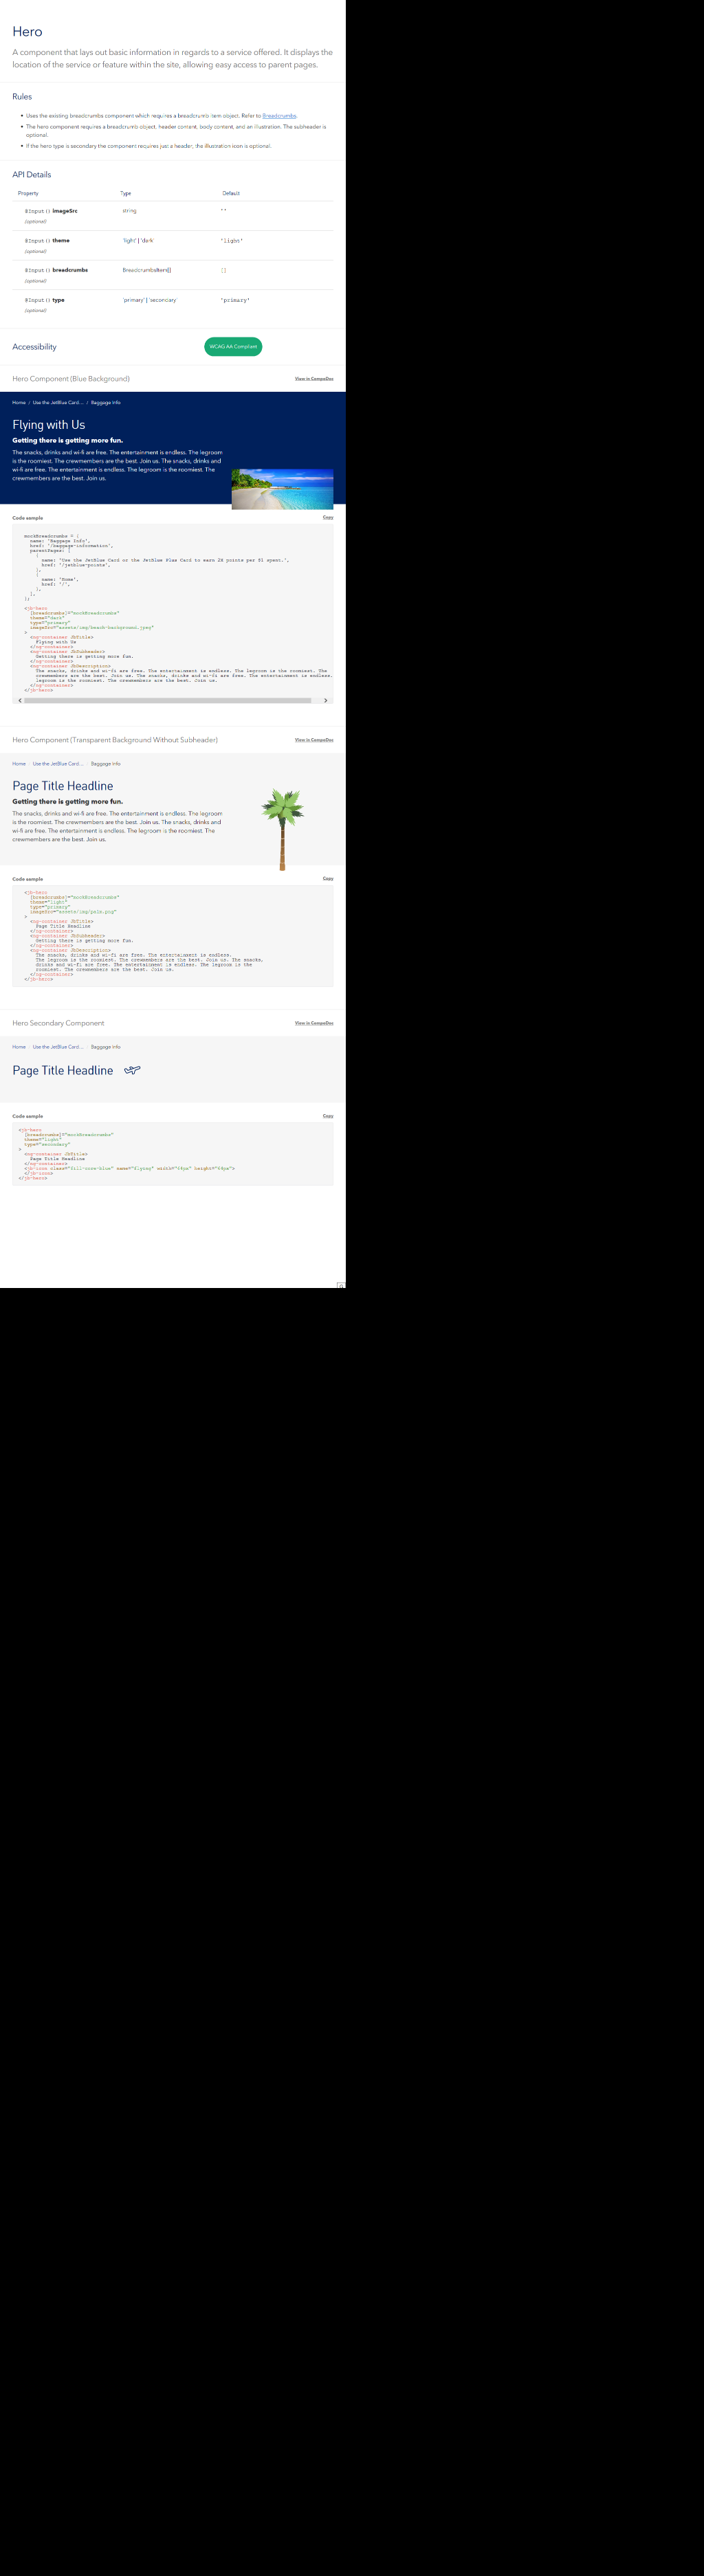 Hero
A component that lays out basic information in regards to a service offered. It displays the
location of the service or feature within the site, allowing easy access to parent pages.
Rules
• Uses the existing breadcrumbs component which requires a breadcrumb item object. Refer to Breadcrumbs.
• The hero component requires a breadcrumb object, header content, body content, and an illustration. The subheader is
optional.
• If the hero type is secondary the component requires just a header, the illustration icon is optional.
API Details
Property Type Default
@Input() imageSrc string ""
(optional)
@Input() theme 'light' | 'dark' 'light'
(optional)
@Input() breadcrumbs BreadcrumbsItem[] []
(optional)
@Input() type 'primary' | 'secondary' 'primary'
(optional)
Accessibility WCAG AA Compliant
Hero Component (Blue Background) View in CompoDoc
Home / Use the JetBlue Card... / Baggage Info
Flying with Us
Getting there is getting more fun.
The snacks, drinks and wi-fi are free. The entertainment is endless. The legroom
is the roomiest. The crewmembers are the best. Join us. The snacks, drinks and
wi-fi are free. The entertainment is endless. The legroom is the roomiest. The
crewmembers are the best. Join us.
Code sample Copy
mockBreadcrumbs = {
name: 'Baggage Info',
href: '/baggage-information',
parentPages: [
{
name: 'Use the JetBlue Card or the JetBlue Plus Card to earn 2X points per $1 spent.',
href: '/jetblue-points',
},
{
name: 'Home',
href: '/',
},
],
};
<jb-hero
[breadcrumbs]="mockBreadcrumbs"
theme="dark"
type="primary"
imageSrc="assets/img/beach-background.jpeg"
>
<ng-container JbTitle>
Flying with Us
</ng-container>
<ng-container JbSubheader>
Getting there is getting more fun.
</ng-container>
<ng-container JbDescription>
The snacks, drinks and wi-fi are free. The entertainment is endless. The legroom is the roomiest. The
crewmembers are the best. Join us. The snacks, drinks and wi-fi are free. The entertainment is endless.
legroom is the roomiest. The crewmembers are the best. Join us.
</ng-container>
</jb-hero>
Hero Component (Transparent Background Without Subheader) View in CompoDoc
Home Use the JetBlue Card... Baggage Info
Page Title Headline
Getting there is getting more fun.
The snacks, drinks and wi-fi are free. The entertainment is endless. The legroom
is the roomiest. The crewmembers are the best. Join us. The snacks, drinks and
wi-fi are free. The entertainment is endless. The legroom is the roomiest. The
crewmembers are the best. Join us.
Code sample Copy
<jb-hero
[breadcrumbs]="mockBreadcrumbs"
theme="light"
type="primary"
imageSrc="assets/img/palm.png"
>
<ng-container JbTitle>
Page Title Headline
</ng-container>
<ng-container JbSubheader>
Getting there is getting more fun.
</ng-container>
<ng-container JbDescription>
The snacks, drinks and wi-fi are free. The entertainment is endless.
The legroom is the roomiest. The crewmembers are the best. Join us. The snacks,
drinks and wi-fi are free. The entertainment is endless. The legroom is the
roomiest. The crewmembers are the best. Join us.
</ng-container>
</jb-hero>
Hero Secondary Component View in CompoDoc
Home Use the JetBlue Card... Baggage Info
Page Title Headline
Code sample Copy
<jb-hero
[breadcrumbs]="mockBreadcrumbs"
theme="light"
type="secondary"
>
<ng-container JbTitle>
Page Title Headline
</ng-container>
<jb-icon class="fill-core-blue" name="flying" width="64px" height="64px">
</jb-icon>
</jb-hero>